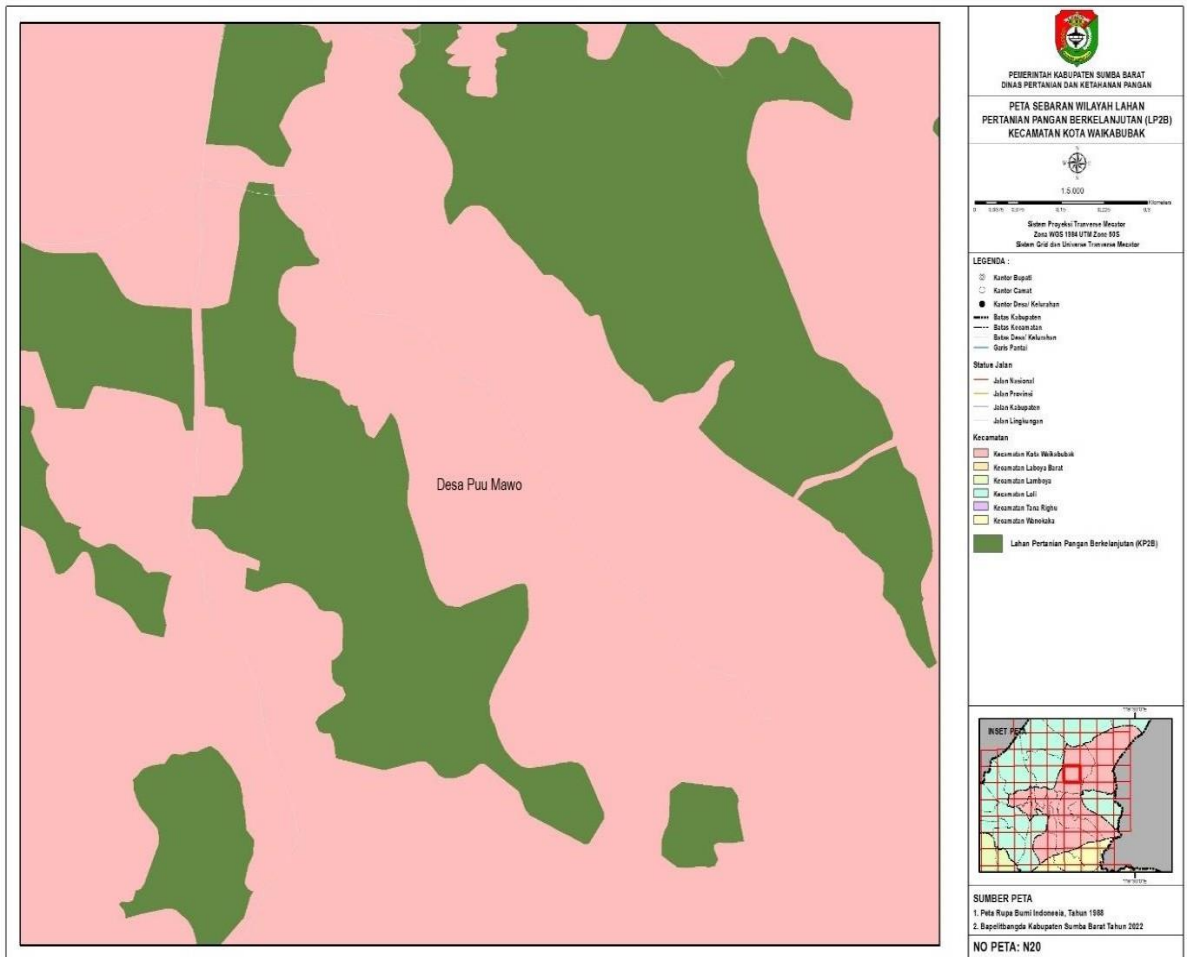 Desa Puu Mawo
PEMERINTAH KABUPATEN SUMBA BARAT
DINAS PERTANIAN DAN KETAHANAN PANGAN
PETA SEBARAN WILAYAH LAHAN
PERTANIAN PANGAN BERKELANJUTAN (LP2B)
KECAMATAN KOTA WAIKABUBAK
1:5.000
Sistem Proyeksi Tranverse Mecator
Zona WGS 1984 UTM Zone 50S
Sistem Grid dan Universe Tranverse Mecator
LEGENDA :
Kantor Bupati
Kantor Camat
Kantor Desa/ Kelurahan
Batas Kabupaten
Batas Kecamatan
Batas Desa/ Kelurahan
Garis Pantai
Status Jalan
Jalan Nasional
Jalan Provinsi
Jalan Kabupaten
Jalan Lingkungan
Kecamatan
Kecamatan Kota Waikabubak
Kecamatan Laboya Barat
Kecamatan Lamboya
Kecamatan Loli
Kecamatan Tana Righu
Kecamatan Wanokaka
Lahan Pertanian Pangan Berkelanjutan (KP2B)
INSET PETA
SUMBER PETA
1. Peta Rupa Bumi Indonesia, Tahun 1988
2. Bapelitbangda Kabupaten Sumba Barat Tahun 2022
NO PETA: N20